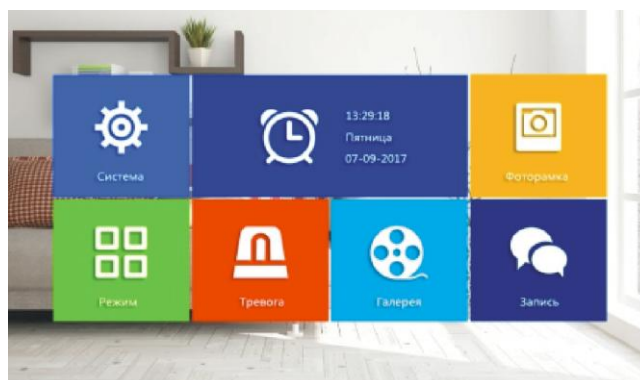 13:29:18
Пятница
07-09-2017
Система
Фоторамка
Режим
Тревога
Галерея
Запись